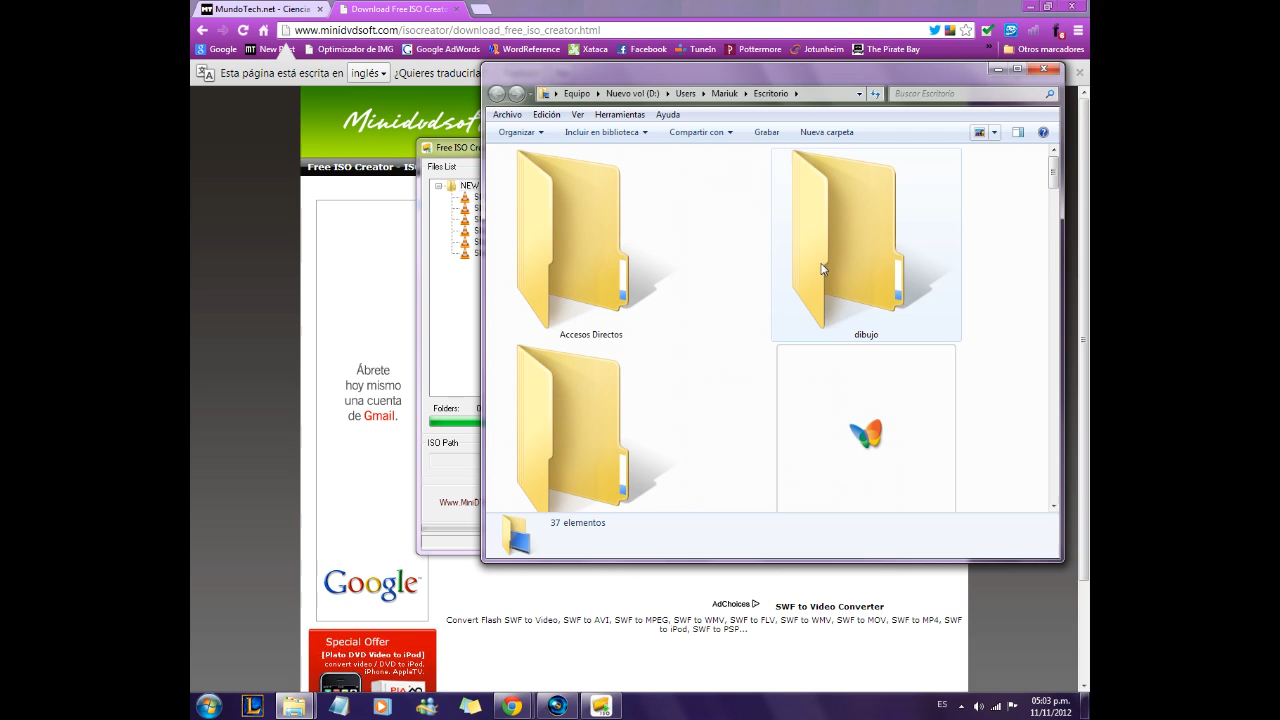 MundoTech.net - Ciencia
Download Free ISO Creato
www.minidvdsoft.com/isocreator/download_free_iso_creator.html
Google
New Post
Optimizador de IMG
Google AdWords
WordReference
Xataca
Facebook
TuneIn
Pottermore
Jotunheim
The Pirate Bay
»
Otros marcadores
Esta página está escrita en
inglés
¿Quieres traducirla
Equipo
Nuevo vol (D:)
Users
Mariuk
Escritorio
Buscar Escritorio
Archivo
Edición
Ver
Herramientas
Ayuda
Organizar
Incluir en biblioteca
Compartir con
Grabar
Nueva carpeta
Minidvdsoft
Free ISO Creator - IS
Free ISO Cre
Files List
NEW
Accesos Directos
dibujo
Ábrete
hoy mismo
una cuenta
de Gmail.
Folders:
ISO Path
Www.MiniD
37 elementos
Google™
AdChoices
SWF to Video Converter
Convert Flash SWF to Video, SWF to AVI, SWF to MPEG, SWF to WMV, SWF to FLV, SWF to WMV, SWF to MOV, SWF to MP4, SWF
to iPod, SWF to PSP...
Special Offer
[Plato DVD Video to iPod]
convert video / DVD to iPod.
iPhone. AppleTV.
ES
05:03 p.m.
11/11/2012